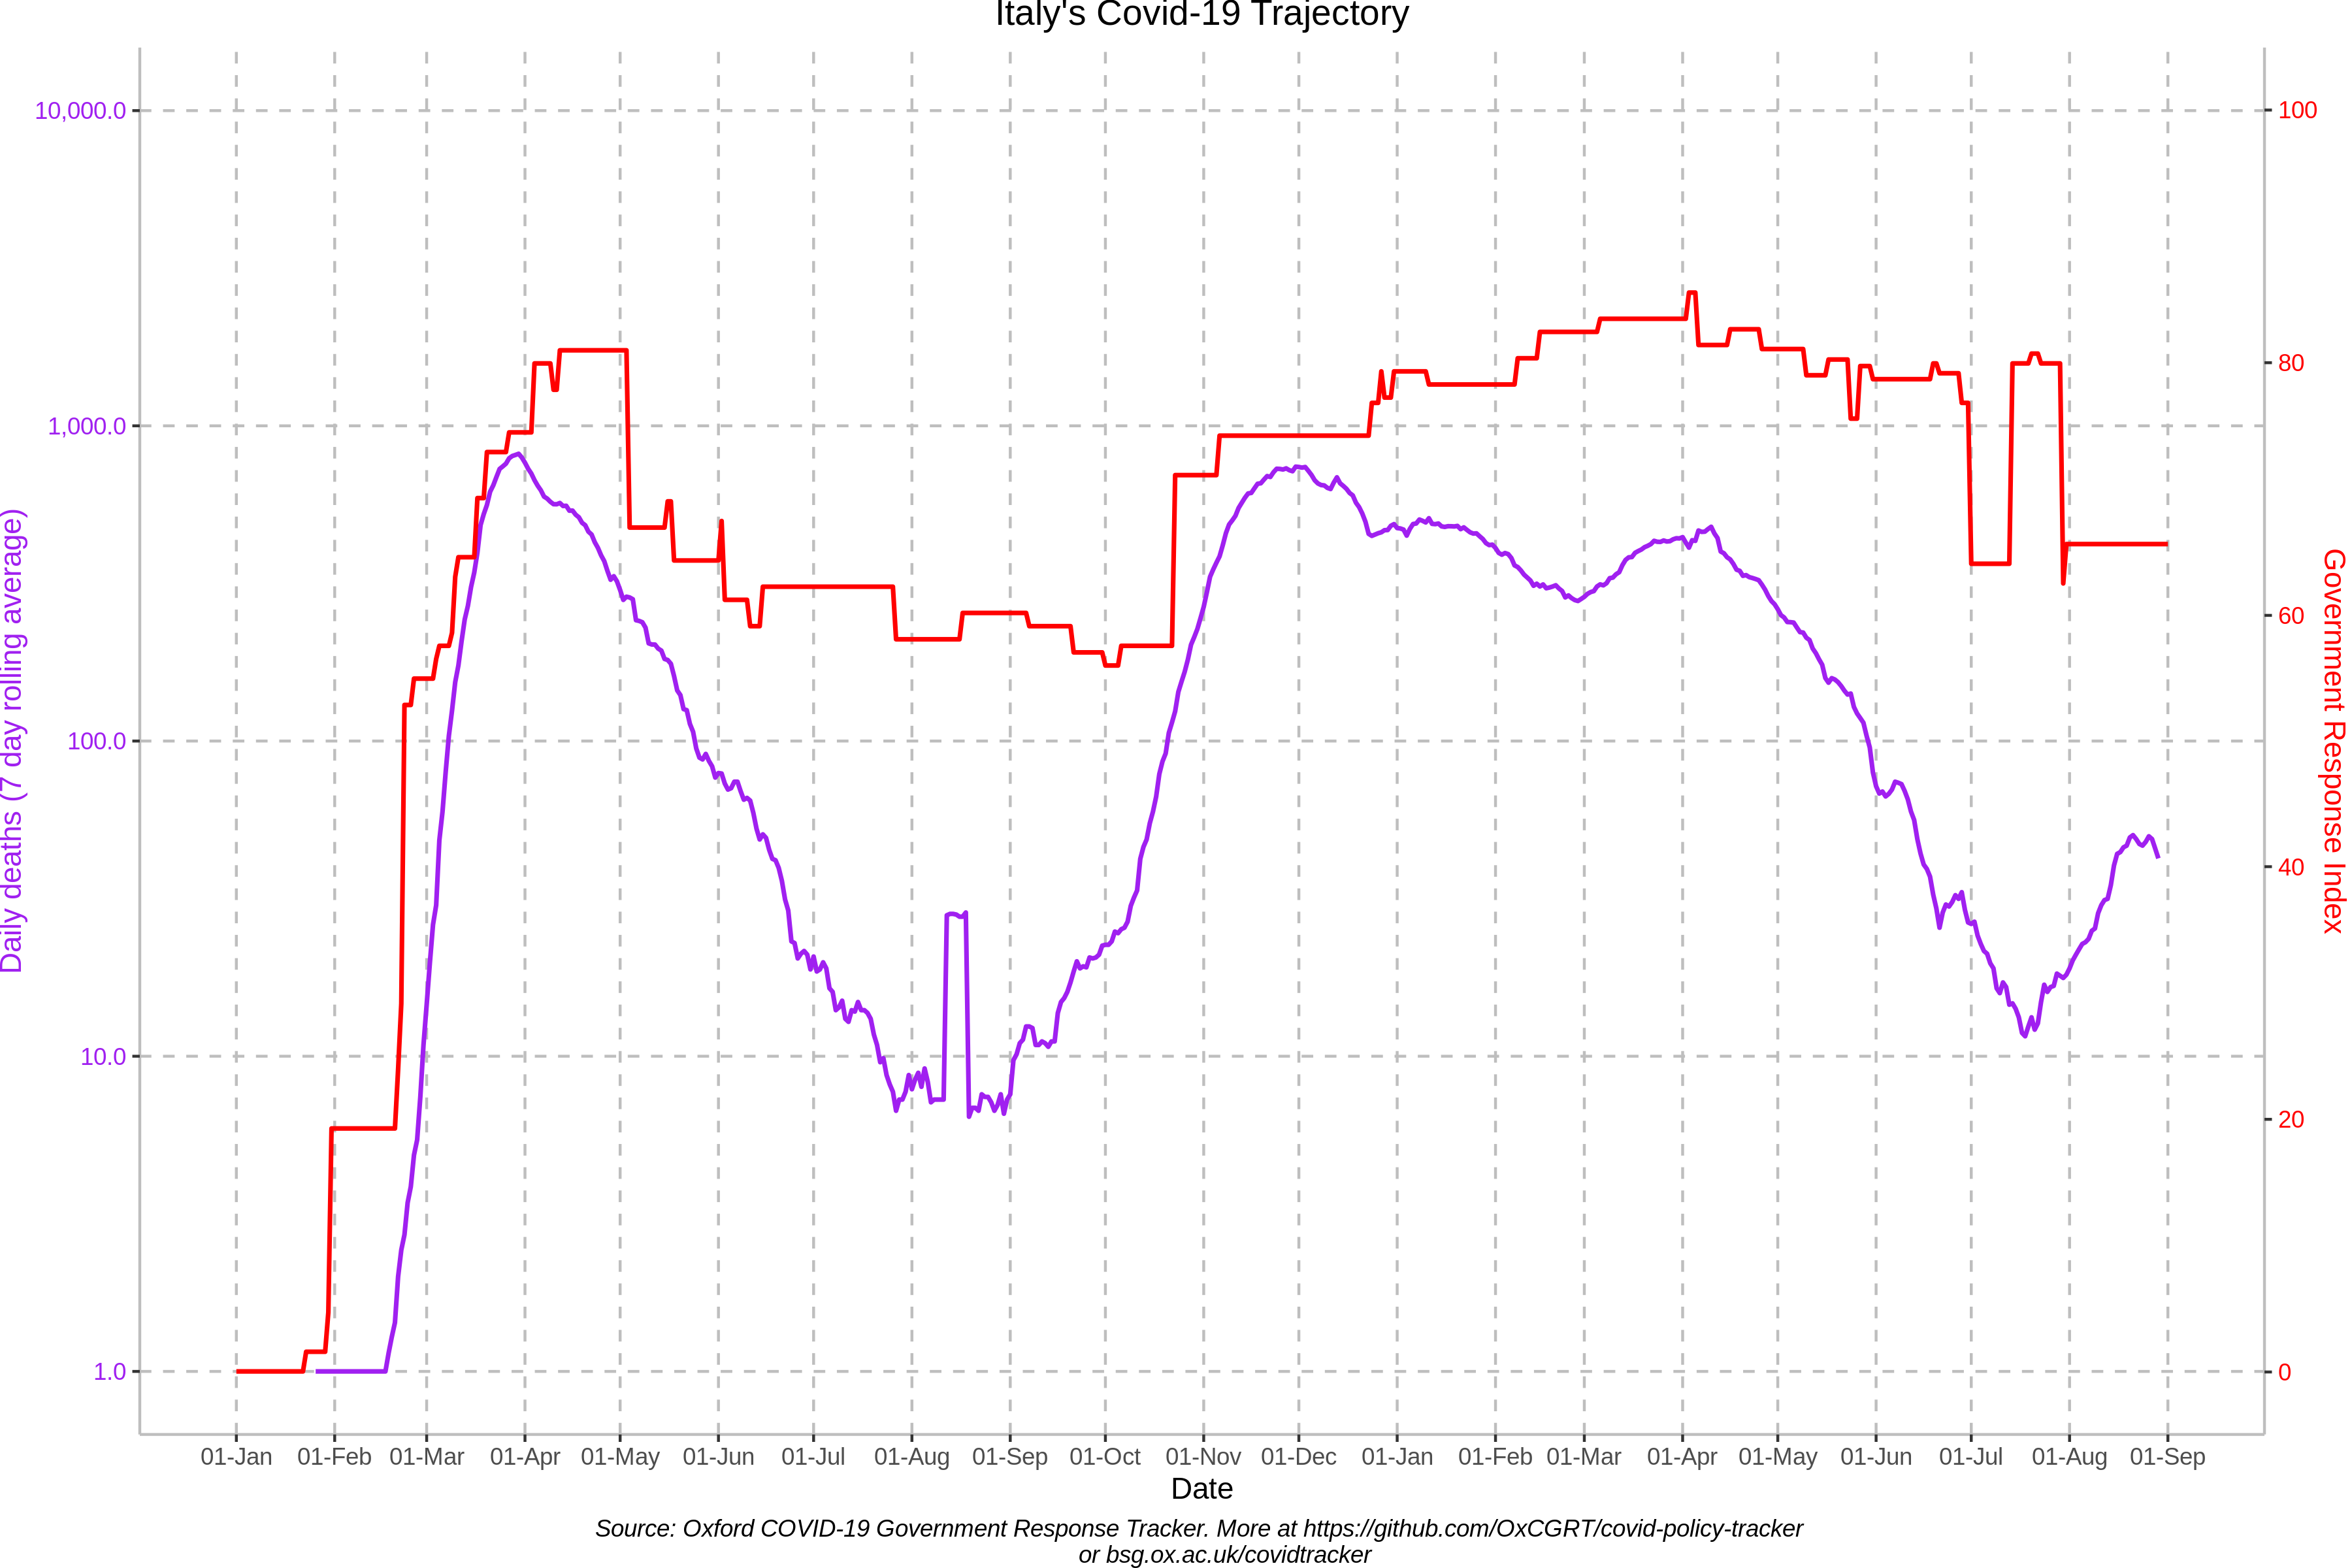 Italy's Covid-19 Trajectory
10,000.0
1,000.0
100.0
10.0
1.0
Daily deaths (7 day rolling average)
100
80
60
40
20
0
Government Response Index
01-Jan 01-Feb 01-Mar 01-Apr 01-May 01-Jun 01-Jul 01-Aug 01-Sep 01-Oct 01-Nov 01-Dec 01-Jan 01-Feb 01-Mar 01-Apr 01-May 01-Jun 01-Jul 01-Aug 01-Sep
Date
Source: Oxford COVID-19 Government Response Tracker. More at https://github.com/OxCGRT/covid-policy-tracker
or bsg.ox.ac.uk/covidtracker